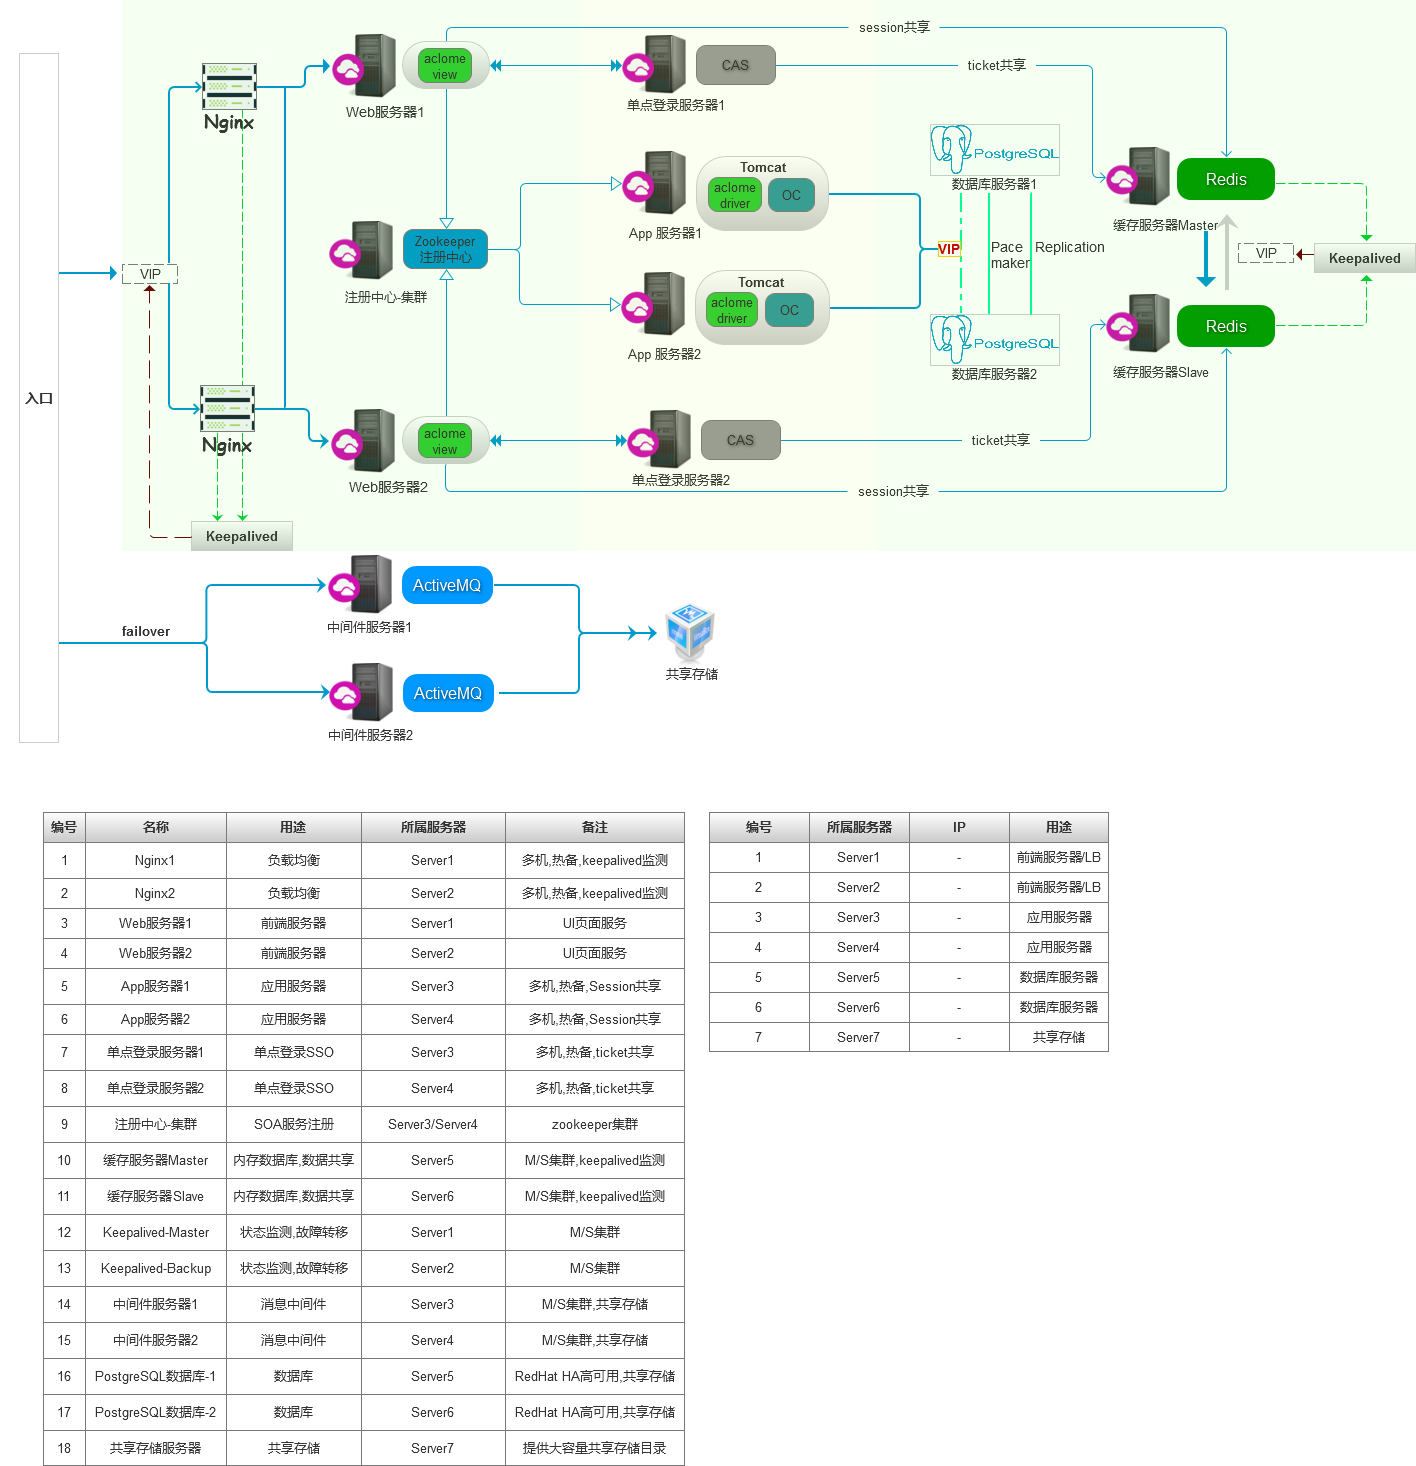 入口
VIP
Nginx
Nginx
Keepalived
Web服务器1
aclome
view
Web服务器2
aclome
view
注册中心-集群
Zookeeper
注册中心
session共享
单点登录服务器1
CAS
ticket共享
App 服务器1
Tomcat
aclome
driver
OC
App 服务器2
Tomcat
aclome
driver
OC
单点登录服务器2
CAS
ticket共享
session共享
PostgreSQL
数据库服务器1
VIP
Pace
maker
Replication
PostgreSQL
数据库服务器2
Redis
缓存服务器Master
VIP
Keepalived
Redis
缓存服务器Slave
failover
中间件服务器1
ActiveMQ
中间件服务器2
ActiveMQ
共享存储
编号 名称 用途 所属服务器 备注
1 Nginx1 负载均衡 Server1 多机,热备,keepalived监测
2 Nginx2 负载均衡 Server2 多机,热备,keepalived监测
3 Web服务器1 前端服务器 Server1 UI页面服务
4 Web服务器2 前端服务器 Server2 UI页面服务
5 App服务器1 应用服务器 Server3 多机,热备,Session共享
6 App服务器2 应用服务器 Server4 多机,热备,Session共享
7 单点登录服务器1 单点登录SSO Server3 多机,热备,ticket共享
8 单点登录服务器2 单点登录SSO Server4 多机,热备,ticket共享
9 注册中心-集群 SOA服务注册 Server3/Server4 zookeeper集群
10 缓存服务器Master 内存数据库,数据共享 Server5 M/S集群,keepalived监测
11 缓存服务器Slave 内存数据库,数据共享 Server6 M/S集群,keepalived监测
12 Keepalived-Master 状态监测,故障转移 Server1 M/S集群
13 Keepalived-Backup 状态监测,故障转移 Server2 M/S集群
14 中间件服务器1 消息中间件 Server3 M/S集群,共享存储
15 中间件服务器2 消息中间件 Server4 M/S集群,共享存储
16 PostgreSQL数据库-1 数据库 Server5 RedHat HA高可用,共享存储
17 PostgreSQL数据库-2 数据库 Server6 RedHat HA高可用,共享存储
18 共享存储服务器 共享存储 Server7 提供大容量共享存储目录
编号 所属服务器 IP 用途
1 Server1 - 前端服务器/LB
2 Server2 - 前端服务器/LB
3 Server3 - 应用服务器
4 Server4 - 应用服务器
5 Server5 - 数据库服务器
6 Server6 - 数据库服务器
7 Server7 - 共享存储